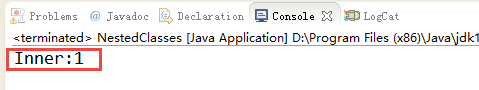 Problems @ Javadoc Declaration Console LogCat
<terminated> NestedClasses [Java Application] D:\Program Files (x86)\Java\jdk1
Inner:1